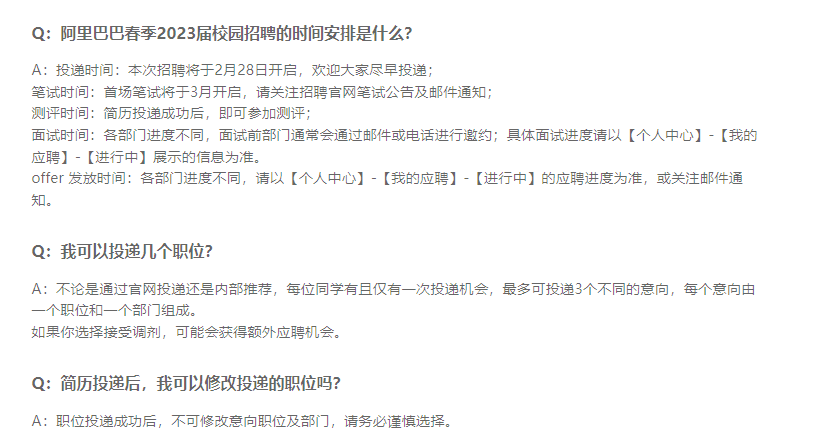 Q：阿里巴巴春季2023届校园招聘的时间安排是什么？
A：投递时间：本次招聘将于2月28日开启，欢迎大家尽早投递；
笔试时间：首场笔试将于3月开启，请关注招聘官网笔试公告及邮件通知；
测评时间：简历投递成功后，即可参加测评；
面试时间：各部门进度不同，面试前部门通常会通过邮件或电话进行邀约；具体面试进度请以【个人中心】-【我的
应聘】-【进行中】展示的信息为准。
offer 发放时间：各部门进度不同，请以【个人中心】-【我的应聘】-【进行中】的应聘进度为准，或关注邮件通
知。
Q：我可以投递几个职位？
A：不论是通过官网投递还是内部推荐，每位同学有且仅有一次投递机会，最多可投递3个不同的意向，每个意向由
一个职位和一个部门组成。
如果你选择接受调剂，可能会获得额外应聘机会。
Q：简历投递后，我可以修改投递的职位吗？
A：职位投递成功后，不可修改意向职位及部门，请务必谨慎选择。